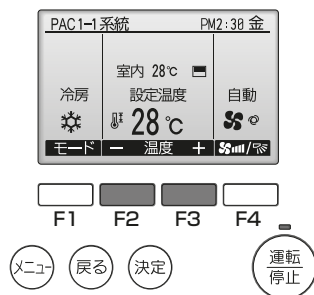 PAC1-1系統 PM2:30 金
室内 28℃
冷房 設定温度 自動
28℃
モード − 温度 +
F1 F2 F3 F4
メニュー 戻る 決定 運転
停止